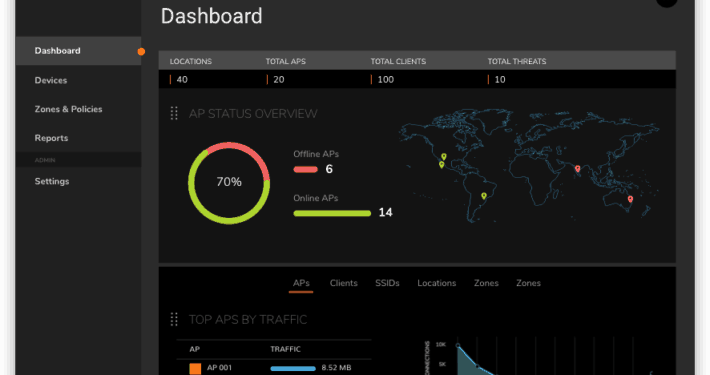 Dashboard
Dashboard
Devices
Zones & Policies
Reports
ADMIN
Settings
LOCATIONS TOTAL APS TOTAL CLIENTS TOTAL THREATS
40 20 100 10
AP STATUS OVERVIEW
70%
Offline APs
6
Online APs
14
APs Clients SSIDs Locations Zones Zones
TOP APS BY TRAFFIC
AP TRAFFIC
AP 001 8.52 MB
10K
5K